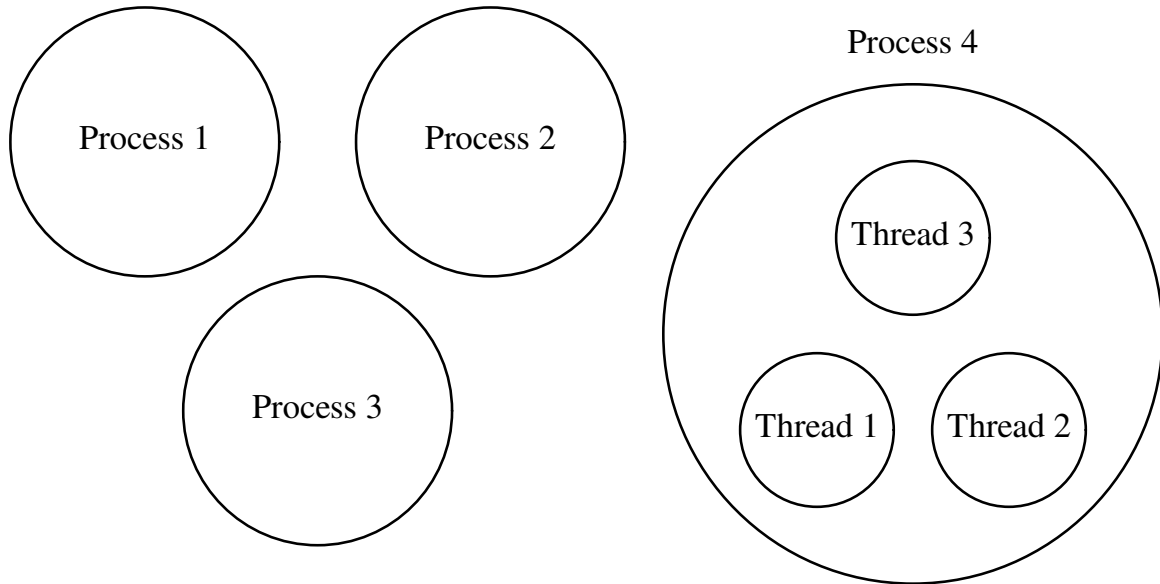 Process 1
Process 2
Process 3
Process 4
Thread 3
Thread 1
Thread 2